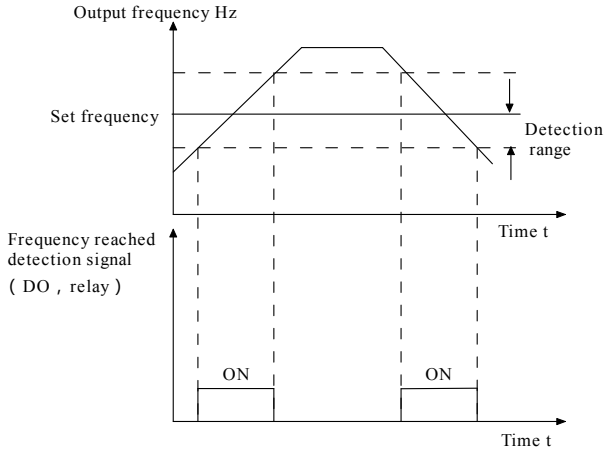 Output frequency Hz
Set frequency
Detection
range
Time t
Frequency reached
detection signal
( DO , relay )
ON
ON
Time t